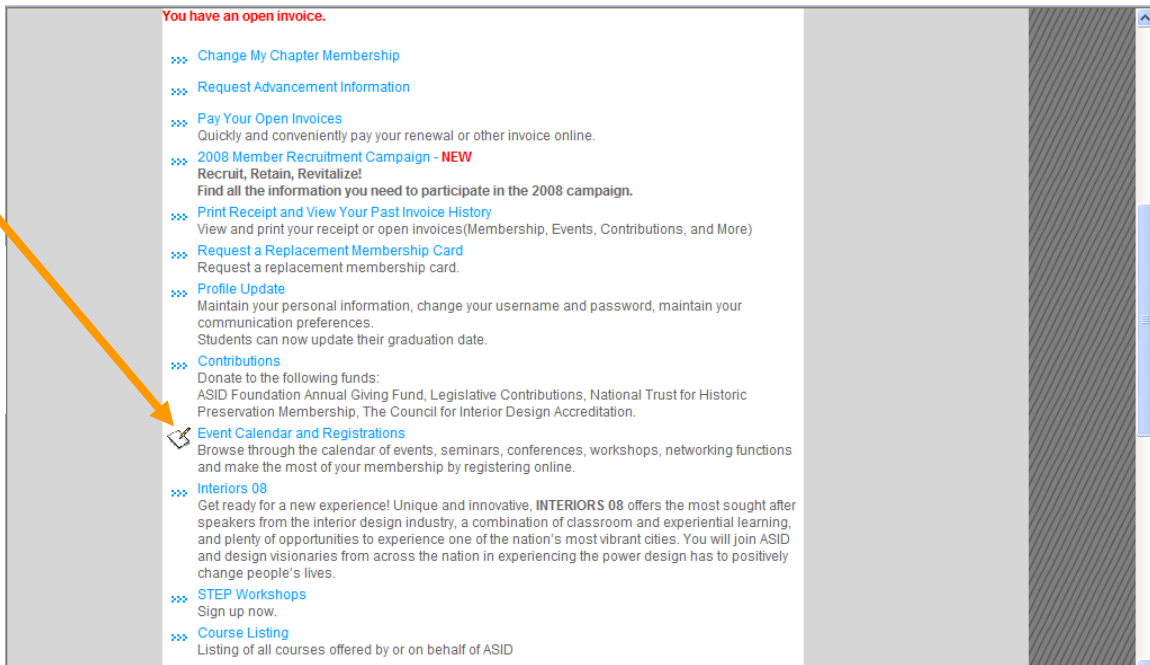 You have an open invoice.
Change My Chapter Membership
Request Advancement Information
Pay Your Open Invoices
Quickly and conveniently pay your renewal or other invoice online.
2008 Member Recruitment Campaign - NEW
Recruit, Retain, Revitalize!
Find all the information you need to participate in the 2008 campaign.
Print Receipt and View Your Past Invoice History
View and print your receipt or open invoices(Membership, Events, Contributions, and More)
Request a Replacement Membership Card
Request a replacement membership card.
Profile Update
Maintain your personal information, change your username and password, maintain your
communication preferences.
Students can now update their graduation date.
Contributions
Donate to the following funds:
ASID Foundation Annual Giving Fund, Legislative Contributions, National Trust for Historic
Preservation Membership, The Council for Interior Design Accreditation.
Event Calendar and Registrations
Browse through the calendar of events, seminars, conferences, workshops, networking functions
and make the most of your membership by registering online.
Interiors 08
Get ready for a new experience! Unique and innovative, INTERIORS 08 offers the most sought after
speakers from the interior design industry, a combination of classroom and experiential learning,
and plenty of opportunities to experience one of the nation's most vibrant cities. You will join ASID
and design visionaries from across the nation in experiencing the power design has to positively
change people's lives.
STEP Workshops
Sign up now.
Course Listing
Listing of all courses offered by or on behalf of ASID